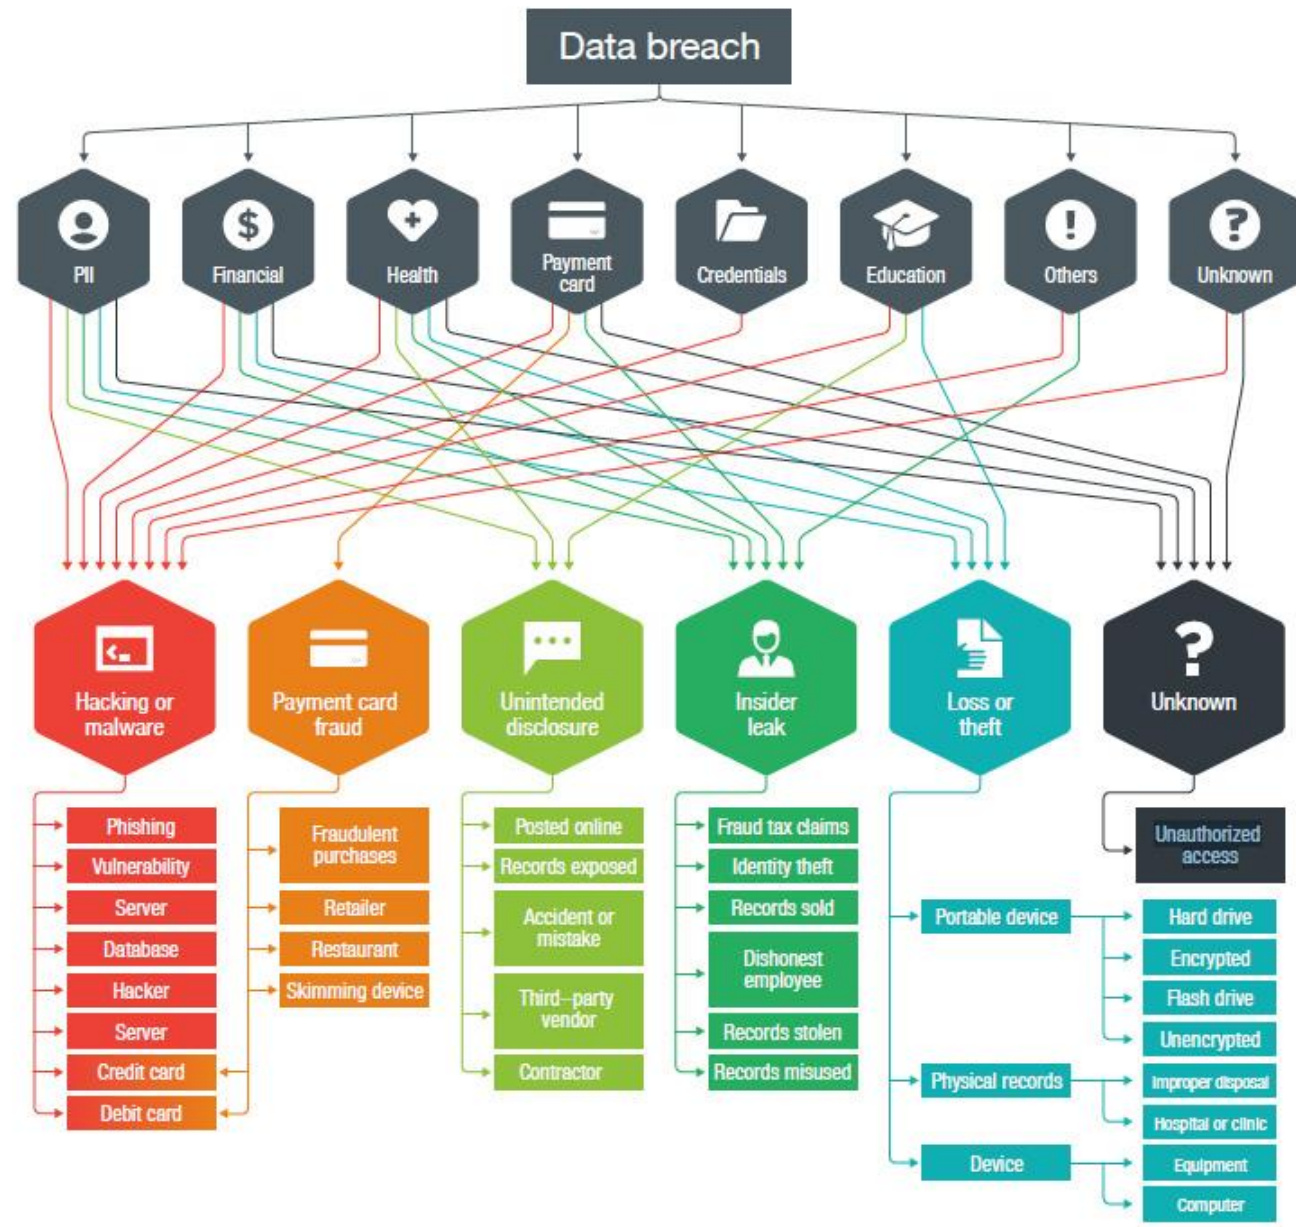 Data breach
PII
Financial
Health
Payment
card
Credentials
Education
Others
Unknown
Hacking or
malware
Payment card
fraud
Unintended
disclosure
Insider
leak
Loss or
theft
Unknown
Phishing
Vulnerability
Server
Database
Hacker
Server
Credit card
Debit card
Fraudulent
purchases
Retailer
Restaurant
Skimming device
Posted online
Records exposed
Accident or
mistake
Third–party
vendor
Contractor
Fraud tax claims
Identity theft
Records sold
Dishonest
employee
Records stolen
Records misused
Portable device
Physical records
Device
Unauthorized
access
Hard drive
Encrypted
Flash drive
Unencrypted
Improper disposal
Hospital or clinic
Equipment
Computer